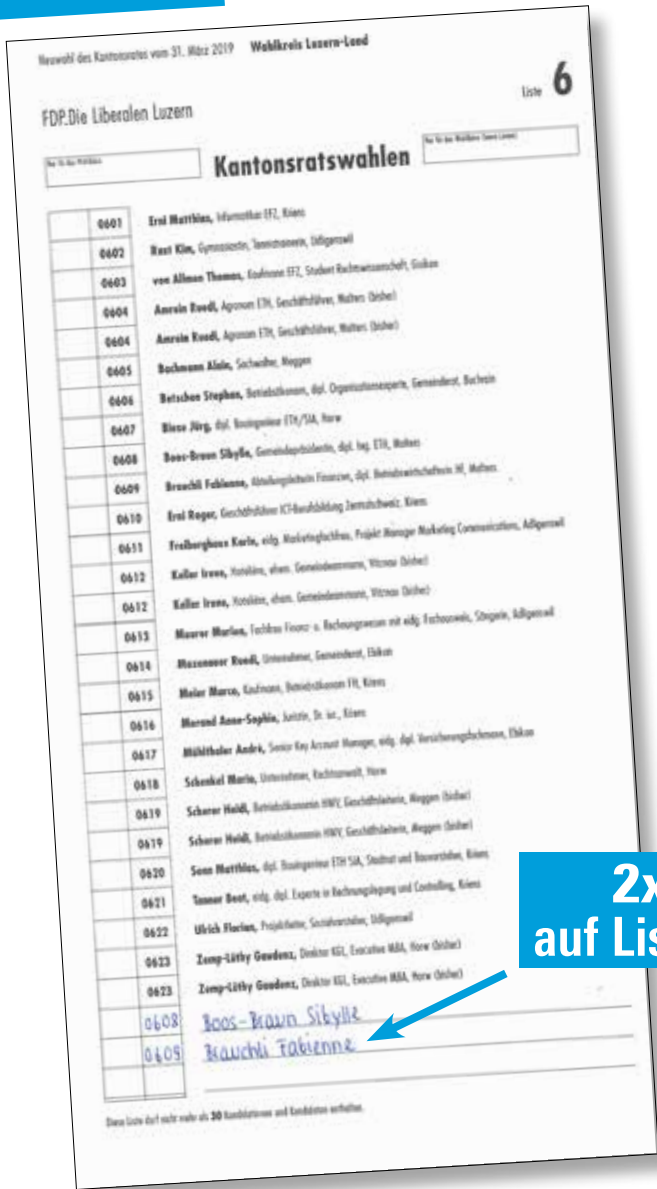 Neuwahl des Kantonsrates vom 31. März 2019 Wahlkreis Luzern-Land
FDP.Die Liberalen Luzern
Liste 6
Kantonsratswahlen
0601 Erni Matthias, Informatiker EFZ, Kriens
0602 Rast Kim, Gymnasiastin, Tennistrainerin, Udligenswil
0603 von Allmen Thomas, Kaufmann EFZ, Student Rechtswissenschaft, Gisikon
0604 Amrein Ruedi, Agronom ETH, Geschäftsführer, Malters (bisher)
0604 Amrein Ruedi, Agronom ETH, Geschäftsführer, Malters (bisher)
0605 Bachmann Alain, Sachwalter, Meggen
0606 Betschen Stephan, Betriebsökonom, dipl. Organisationsexperte, Gemeinderat, Buchrain
0607 Biese Jürg, dipl. Bauingenieur ETH/SIA, Horw
0608 Boos-Braun Sibylle, Gemeindepräsidentin, dipl. Ing. ETH, Malters
0609 Brauchli Fabienne, Abteilungsleiterin Finanzen, dipl. Betriebswirtschafterin HF, Malters
0610 Erni Roger, Geschäftsführer ICT-Berufsbildung Zentralschweiz, Kriens
0611 Freiburghaus Karin, eidg. Marketingfachfrau, Projekt Manager Marketing Communications, Adligenswil
0612 Keller Irene, Hotelière, ehem. Gemeindeammann, Vitznau (bisher)
0612 Keller Irene, Hotelière, ehem. Gemeindeammann, Vitznau (bisher)
0613 Maurer Marion, Fachfrau Finanz- u. Rechnungswesen mit eidg. Fachausweis, Sängerin, Adligenswil
0614 Mazenauer Ruedi, Unternehmer, Gemeinderat, Ebikon
0615 Meier Marco, Kaufmann, Betriebsökonom FH, Kriens
0616 Morand Anne-Sophie, Juristin, Dr. iur., Kriens
0617 Mühlthaler André, Senior Key Account Manager, eidg. dipl. Versicherungsfachmann, Ebikon
0618 Schenkel Mario, Unternehmer, Rechtsanwalt, Horw
0619 Scherer Heidi, Betriebsökonomin HWV, Geschäftsleiterin, Meggen (bisher)
0619 Scherer Heidi, Betriebsökonomin HWV, Geschäftsleiterin, Meggen (bisher)
0620 Senn Matthias, dipl. Bauingenieur ETH SIA, Stadtrat und Bauvorsteher, Kriens
0621 Tanner Beat, eidg. dipl. Experte in Rechnungslegung und Controlling, Kriens
0622 Ulrich Florian, Projektleiter, Sozialvorsteher, Udligenswil
0623 Zemp-Lüthy Gaudenz, Direktor KGL, Executive MBA, Horw (bisher)
0623 Zemp-Lüthy Gaudenz, Direktor KGL, Executive MBA, Horw (bisher)
0608 Boos-Braun Sibylle
0609 Brauchli Fabienne
Diese Liste darf nicht mehr als 30 Kandidatinnen und Kandidaten enthalten.
2x
auf Lis